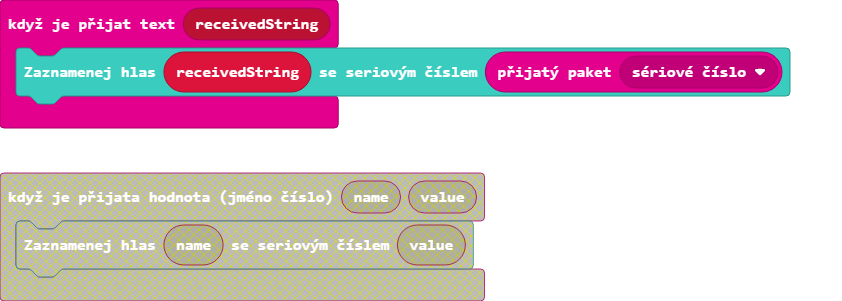 když je přijat text receivedString
Zaznamenej hlas receivedString se seriovým číslem přijatý paket sériové číslo
když je přijata hodnota (jméno číslo) name value
Zaznamenej hlas name se seriovým číslem value